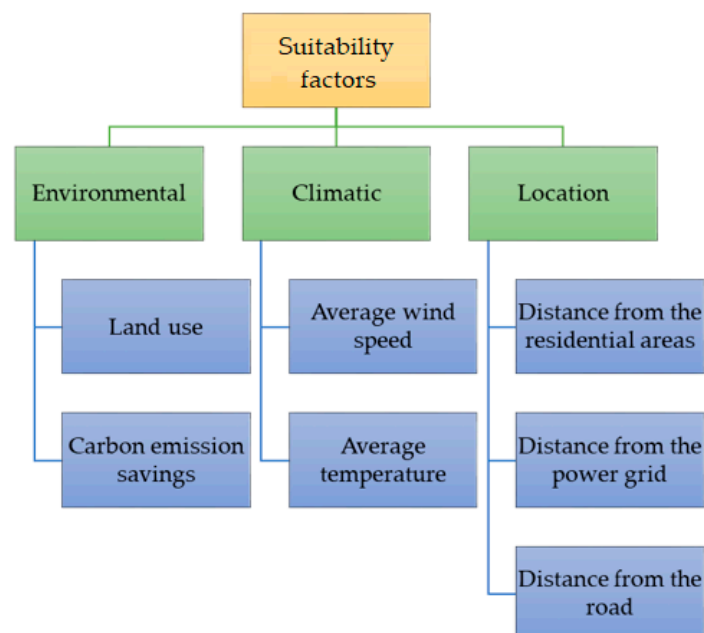 Suitability
factors
Environmental
Climatic
Location
Land use
Average wind
speed
Distance from the
residential areas
Carbon emission
savings
Average
temperature
Distance from the
power grid
Distance from the
road